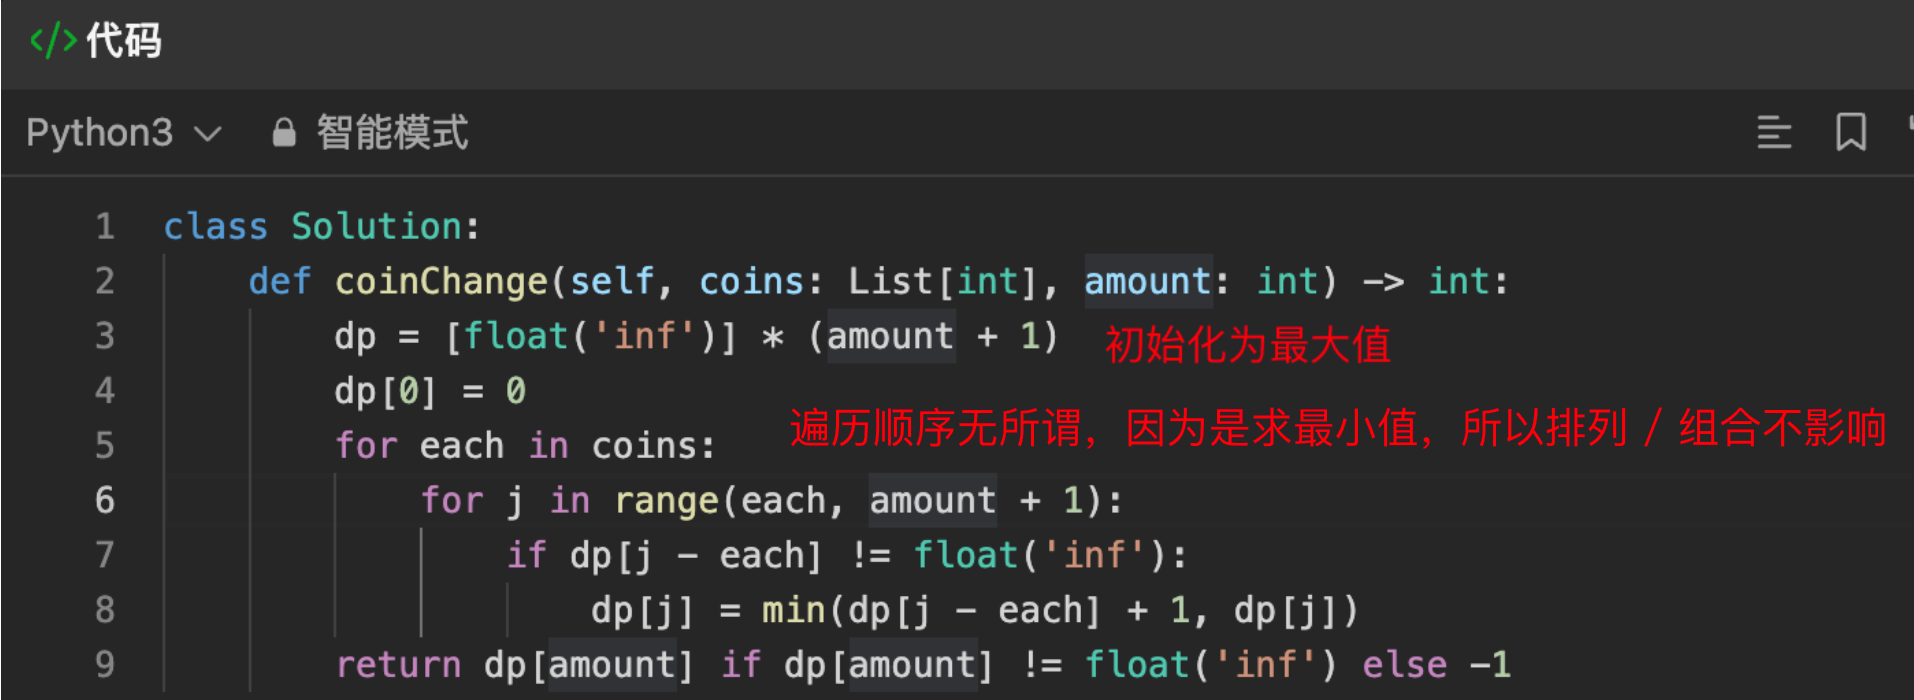 </> 代码
Python3 智能模式
1 class Solution:
2 def coinChange(self, coins: List[int], amount: int) -> int:
3 dp = [float('inf')] * (amount + 1) 初始化为最大值
4 dp[0] = 0
遍历顺序无所谓，因为是求最小值，所以排列 / 组合不影响
5 for each in coins:
6 for j in range(each, amount + 1):
7 if dp[j - each] != float('inf'):
8 dp[j] = min(dp[j - each] + 1, dp[j])
9 return dp[amount] if dp[amount] != float('inf') else -1